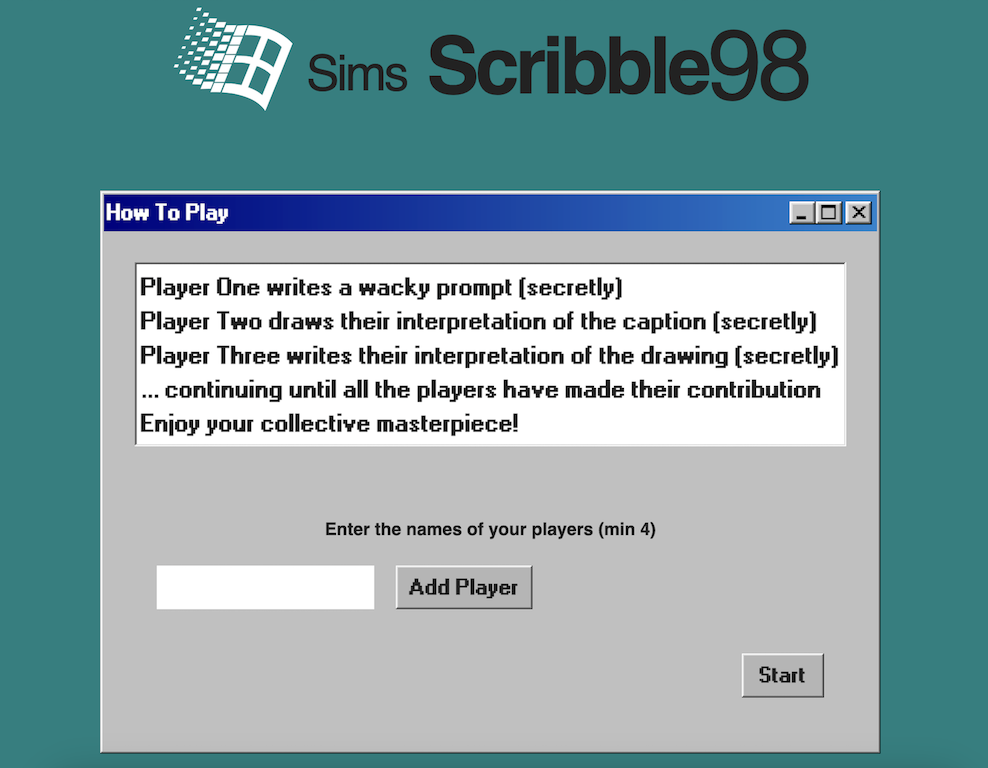 Sims Scribble98
How To Play
Player One writes a wacky prompt (secretly)
Player Two draws their interpretation of the caption (secretly)
Player Three writes their interpretation of the drawing (secretly)
... continuing until all the players have made their contribution
Enjoy your collective masterpiece!
Enter the names of your players (min 4)
Add Player
Start